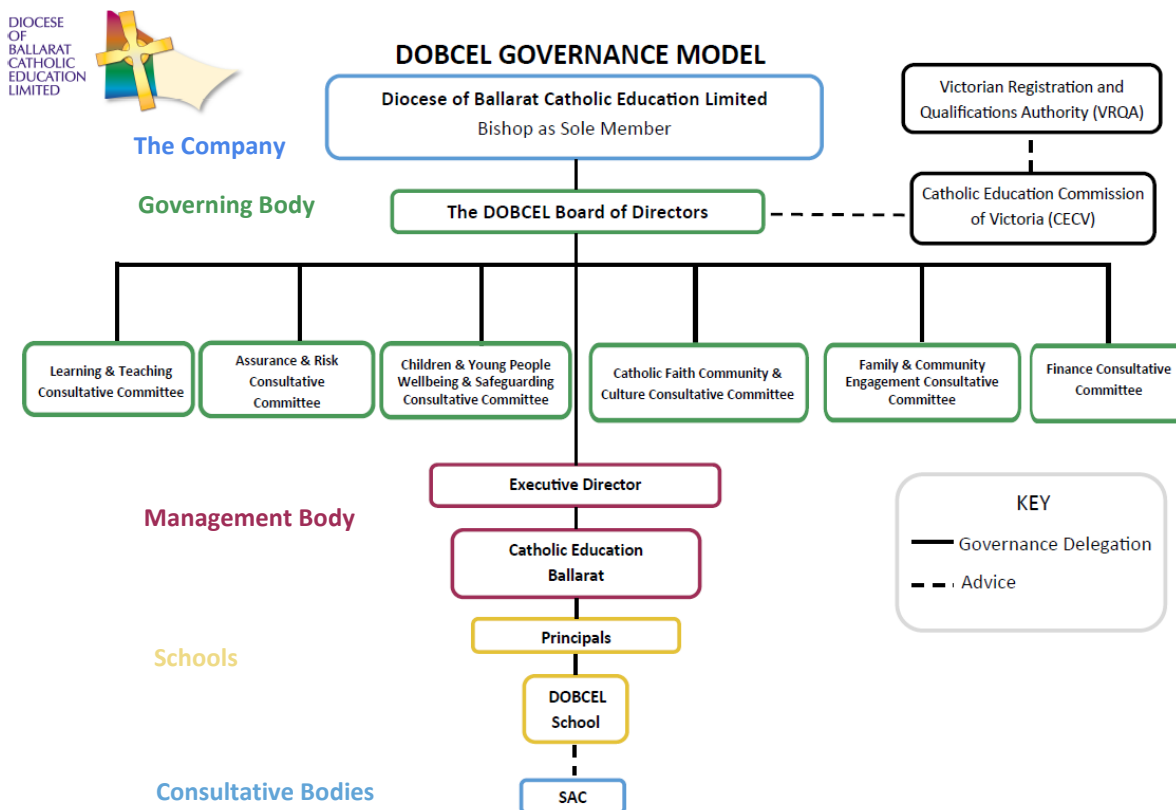 DIOCESE
OF
BALLARAT
CATHOLIC
EDUCATION
LIMITED
DOBCEL GOVERNANCE MODEL
Diocese of Ballarat Catholic Education Limited
Bishop as Sole Member
Victorian Registration and
Qualifications Authority (VRQA)
The Company
Governing Body
The DOBCEL Board of Directors
Catholic Education Commission
of Victoria (CECV)
Learning & Teaching
Consultative Committee
Assurance & Risk
Consultative
Committee
Children & Young People
Wellbeing & Safeguarding
Consultative Committee
Catholic Faith Community &
Culture Consultative Committee
Family & Community
Engagement Consultative
Committee
Finance Consultative
Committee
Executive Director
Management Body
Catholic Education
Ballarat
KEY
Governance Delegation
Advice
Principals
Schools
DOBCEL
School
Consultative Bodies
SAC